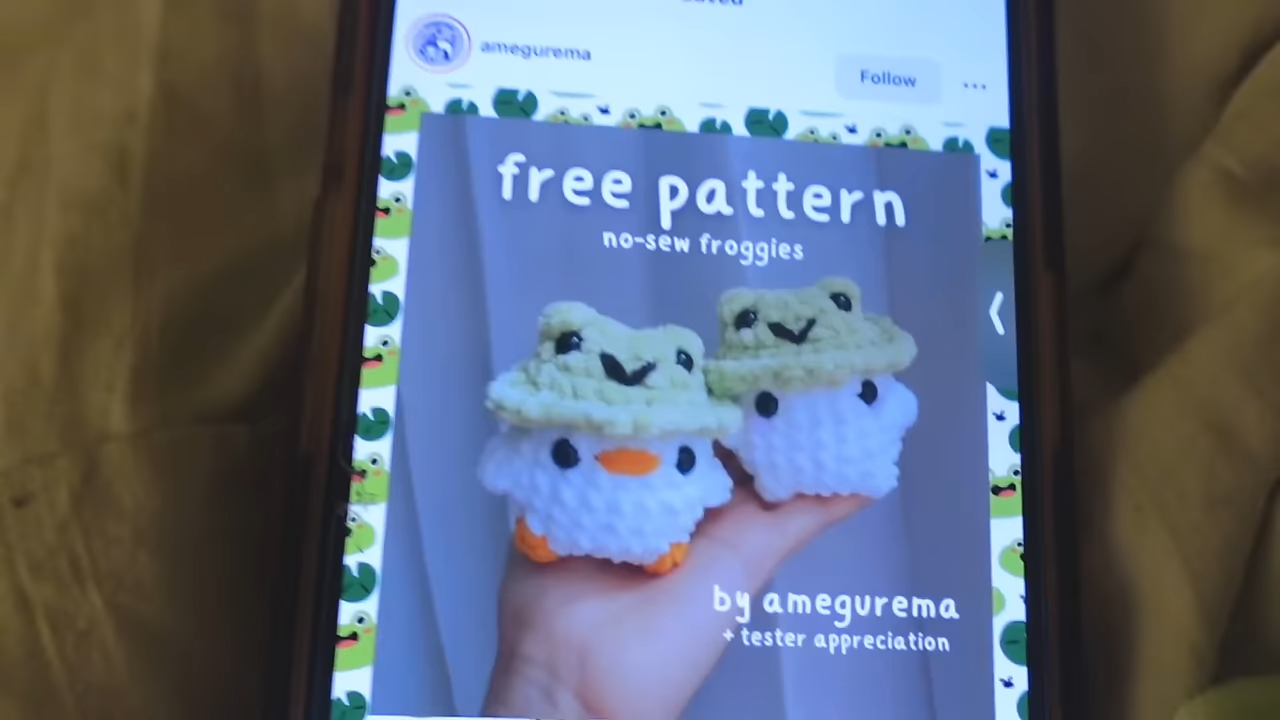 amegurema
Follow
free pattern
no-sew froggies
by amegurema
+ tester appreciation